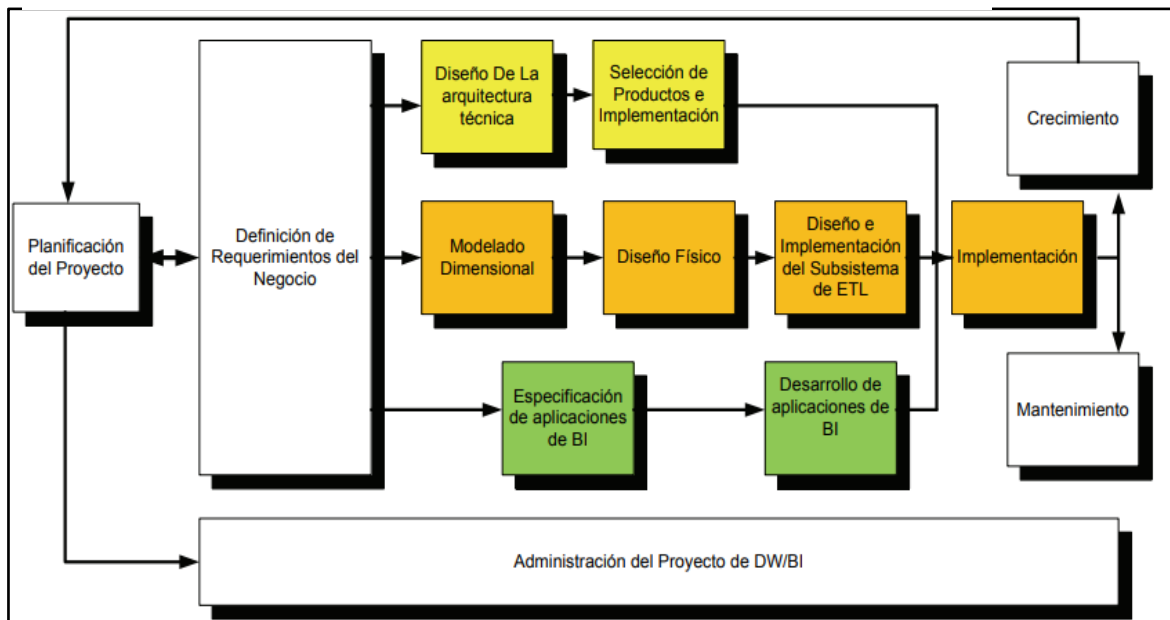 Planificación
del Proyecto
Definición de
Requerimientos del
Negocio
Diseño De La
arquitectura
técnica
Selección de
Productos e
Implementación
Modelado
Dimensional
Diseño Físico
Diseño e
Implementación
del Subsistema
de ETL
Implementación
Especificación
de aplicaciones
de BI
Desarrollo de
aplicaciones de
BI
Crecimiento
Mantenimiento
Administración del Proyecto de DW/BI